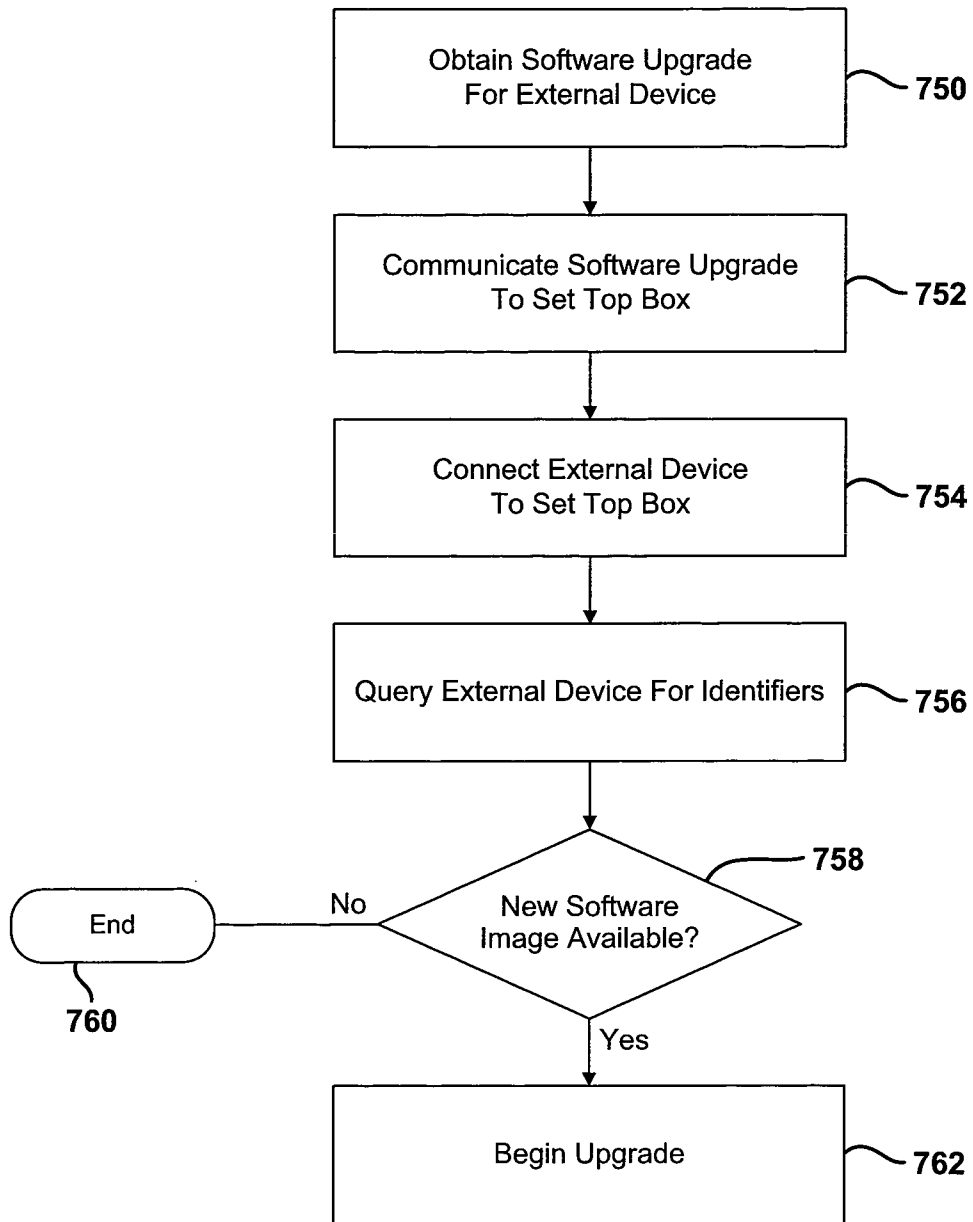 Obtain Software Upgrade
For External Device
750
Communicate Software Upgrade
To Set Top Box
752
Connect External Device
To Set Top Box
754
Query External Device For Identifiers
756
758
New Software
Image Available?
No
End
760
Yes
Begin Upgrade
762